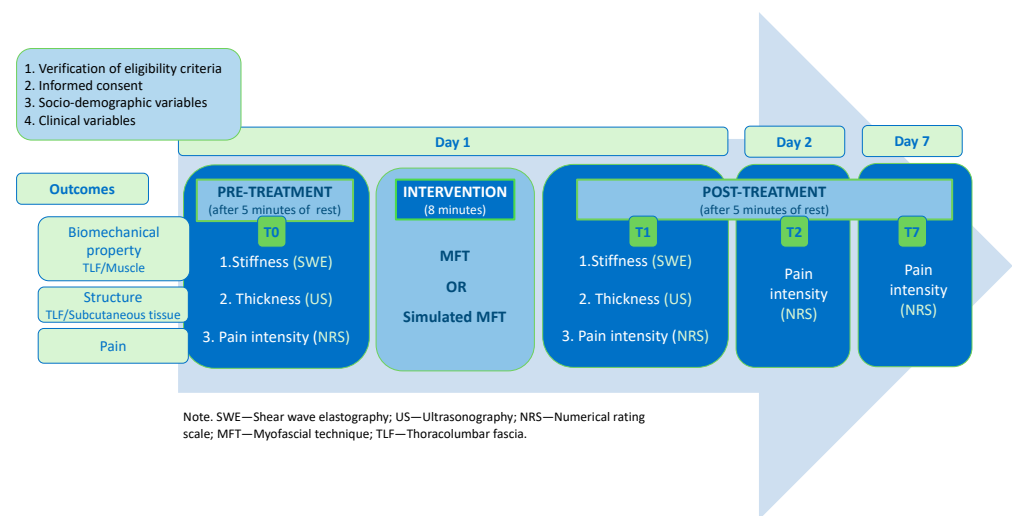 1. Verification of eligibility criteria
2. Informed consent
3. Socio-demographic variables
4. Clinical variables
Day 1
Day 2
Day 7
Outcomes
PRE-TREATMENT
(after 5 minutes of rest)
INTERVENTION
(8 minutes)
POST-TREATMENT
(after 5 minutes of rest)
T0
T1
T2
T7
Biomechanical
property
TLF/Muscle
Structure
TLF/Subcutaneous tissue
Pain
1.Stiffness (SWE)
2. Thickness (US)
3. Pain intensity (NRS)
MFT
OR
Simulated MFT
1.Stiffness (SWE)
2. Thickness (US)
3. Pain intensity (NRS)
Pain
intensity
(NRS)
Pain
intensity
(NRS)
Note. SWE—Shear wave elastography; US—Ultrasonography; NRS—Numerical rating
scale; MFT—Myofascial technique; TLF—Thoracolumbar fascia.